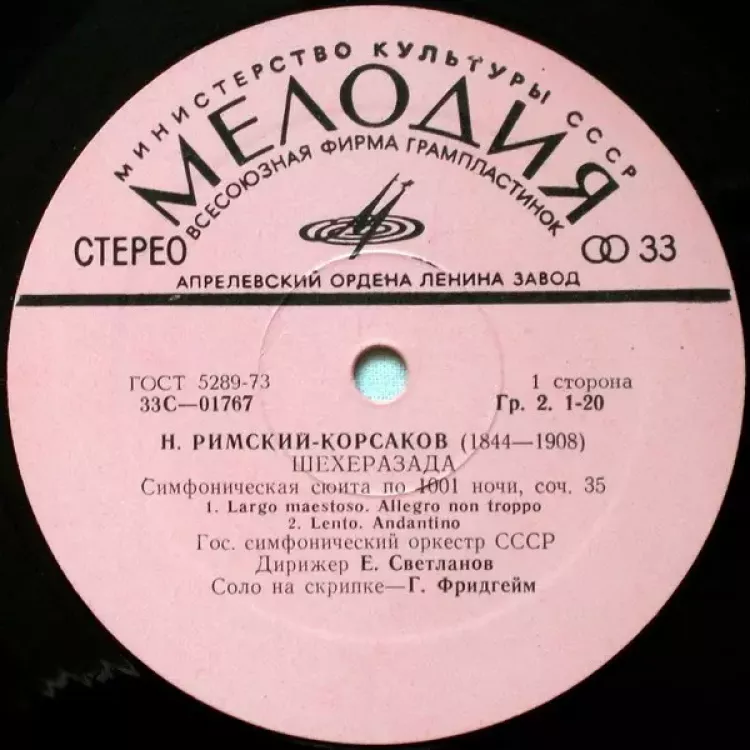 МИНИСТЕРСТВО КУЛЬТУРЫ СССР
МЕЛОДИЯ
ВСЕСОЮЗНАЯ ФИРМА ГРАМПЛАСТИНОК
СТЕРЕО
33
АПРЕЛЕВСКИЙ ОРДЕНА ЛЕНИНА ЗАВОД
ГОСТ 5289-73
1 сторона
33С—01767
Гр. 2. 1-20
Н. РИМСКИЙ-КОРСАКОВ (1844—1908)
ШЕХЕРАЗАДА
Симфоническая сюита по 1001 ночи, соч. 35
1. Largo maestoso. Allegro non troppo
2. Lento. Andantino
Гос. симфонический оркестр СССР
Дирижер Е. Светланов
Соло на скрипке—Г. Фридгейм